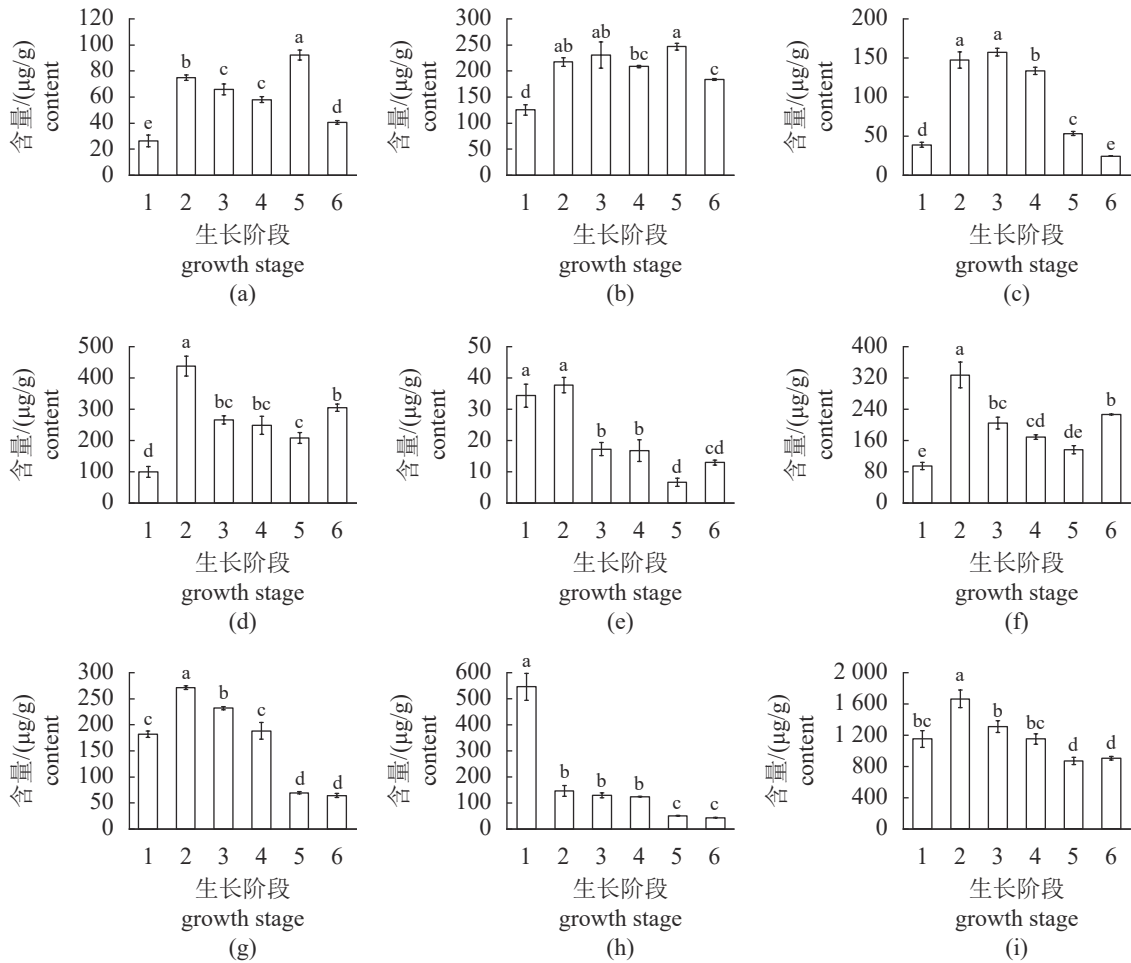 含量/(μg/g)
content
120
100
80
60
40
20
0
e
b
c
c
a
d
1 2 3 4 5 6
生长阶段
growth stage
(a)
含量/(μg/g)
content
300
250
200
150
100
50
0
d
ab
ab
bc
a
c
1 2 3 4 5 6
生长阶段
growth stage
(b)
含量/(μg/g)
content
200
150
100
50
0
d
a
a
b
c
e
1 2 3 4 5 6
生长阶段
growth stage
(c)
含量/(μg/g)
content
500
400
300
200
100
0
d
a
bc
bc
c
b
1 2 3 4 5 6
生长阶段
growth stage
(d)
含量/(μg/g)
content
50
40
30
20
10
0
a
a
b
b
d
cd
1 2 3 4 5 6
生长阶段
growth stage
(e)
含量/(μg/g)
content
400
320
240
160
80
0
e
a
bc
cd
de
b
1 2 3 4 5 6
生长阶段
growth stage
(f)
含量/(μg/g)
content
300
250
200
150
100
50
0
c
a
b
c
d
d
1 2 3 4 5 6
生长阶段
growth stage
(g)
含量/(μg/g)
content
600
500
400
300
200
100
0
a
b
b
b
c
c
1 2 3 4 5 6
生长阶段
growth stage
(h)
含量/(μg/g)
content
2 000
1 600
1 200
800
400
0
bc
a
b
bc
d
d
1 2 3 4 5 6
生长阶段
growth stage
(i)